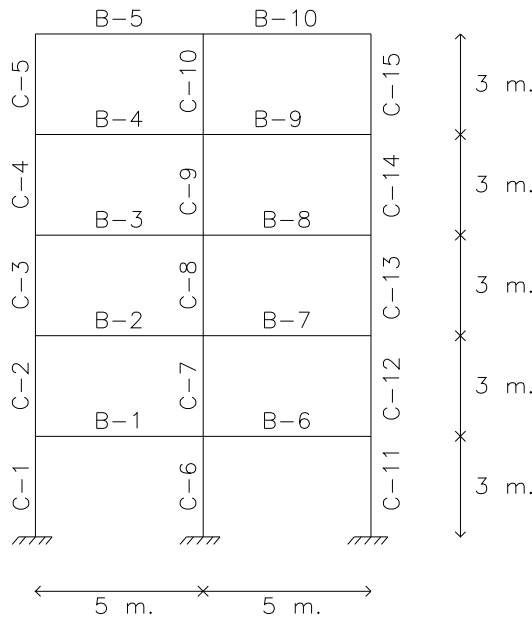 B-5 B-10
C-5 C-10 C-15 3 m.
B-4 B-9
C-4 C-9 C-14 3 m.
B-3 B-8
C-3 C-8 C-13 3 m.
B-2 B-7
C-2 C-7 C-12 3 m.
B-1 B-6
C-1 C-6 C-11 3 m.
5 m. 5 m.